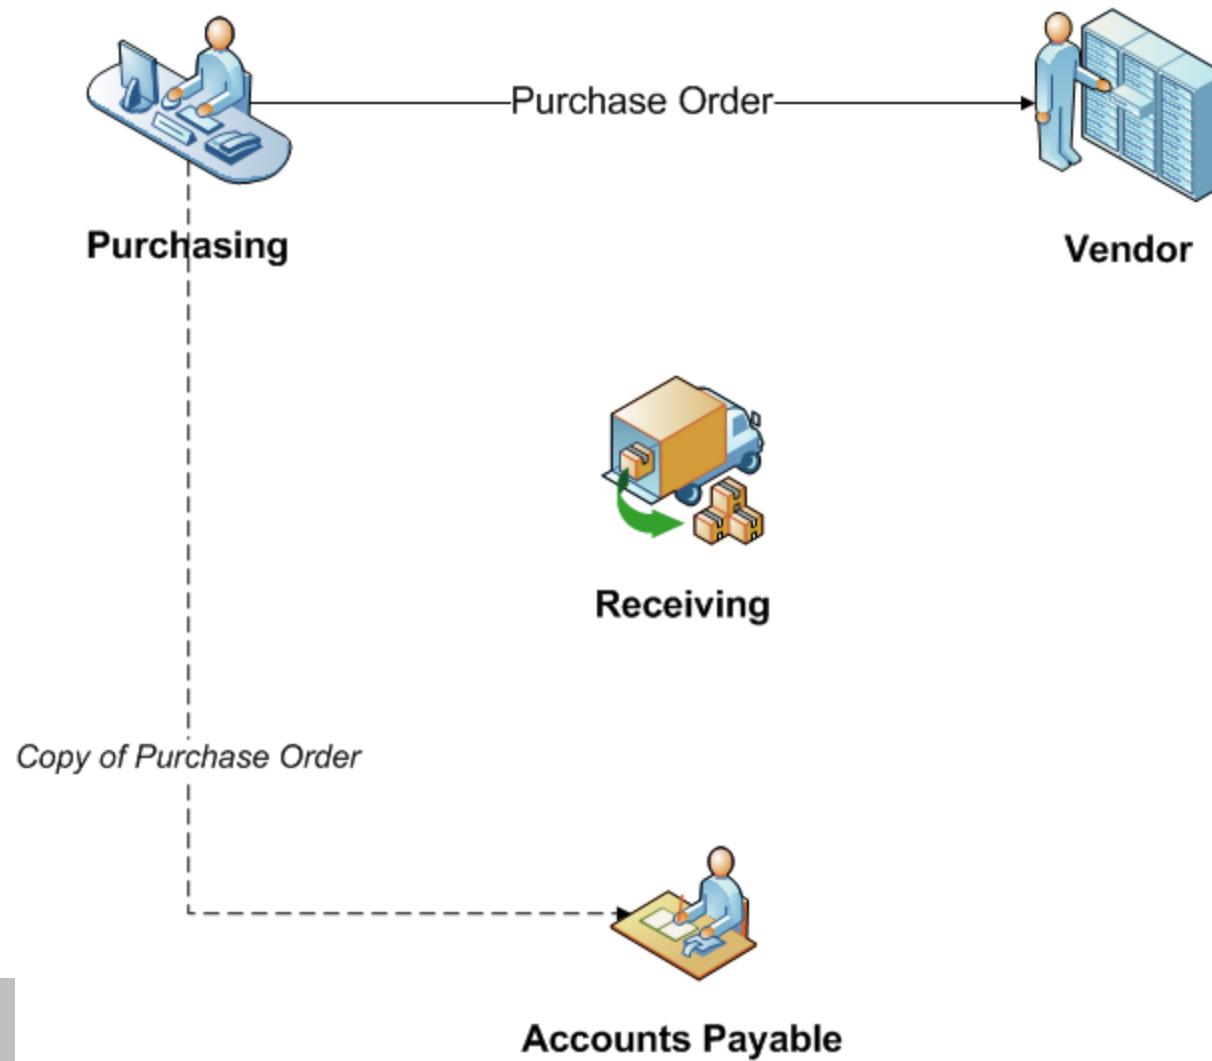 Purchase Order
Purchasing
Vendor
Receiving
Copy of Purchase Order
Accounts Payable